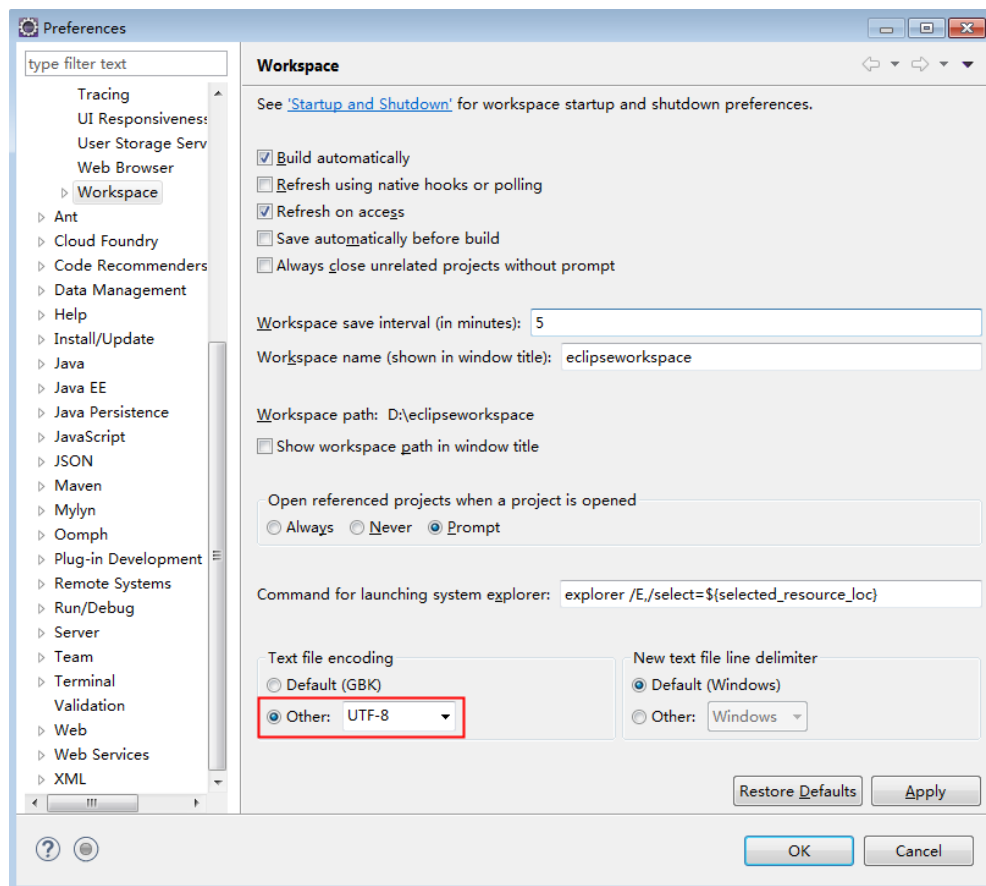 Preferences
type filter text
Tracing
UI Responsiveness
User Storage Serv
Web Browser
Workspace
Ant
Cloud Foundry
Code Recommenders
Data Management
Help
Install/Update
Java
Java EE
Java Persistence
JavaScript
JSON
Maven
Mylyn
Oomph
Plug-in Development
Remote Systems
Run/Debug
Server
Team
Terminal
Validation
Web
Web Services
XML
Workspace
See 'Startup and Shutdown' for workspace startup and shutdown preferences.
Build automatically
Refresh using native hooks or polling
Refresh on access
Save automatically before build
Always close unrelated projects without prompt
Workspace save interval (in minutes): 5
Workspace name (shown in window title): eclipseworkspace
Workspace path: D:\eclipseworkspace
Show workspace path in window title
Open referenced projects when a project is opened
Always Never Prompt
Command for launching system explorer: explorer /E,/select=${selected_resource_loc}
Text file encoding
Default (GBK)
Other: UTF-8
New text file line delimiter
Default (Windows)
Other: Windows
Restore Defaults Apply
OK Cancel